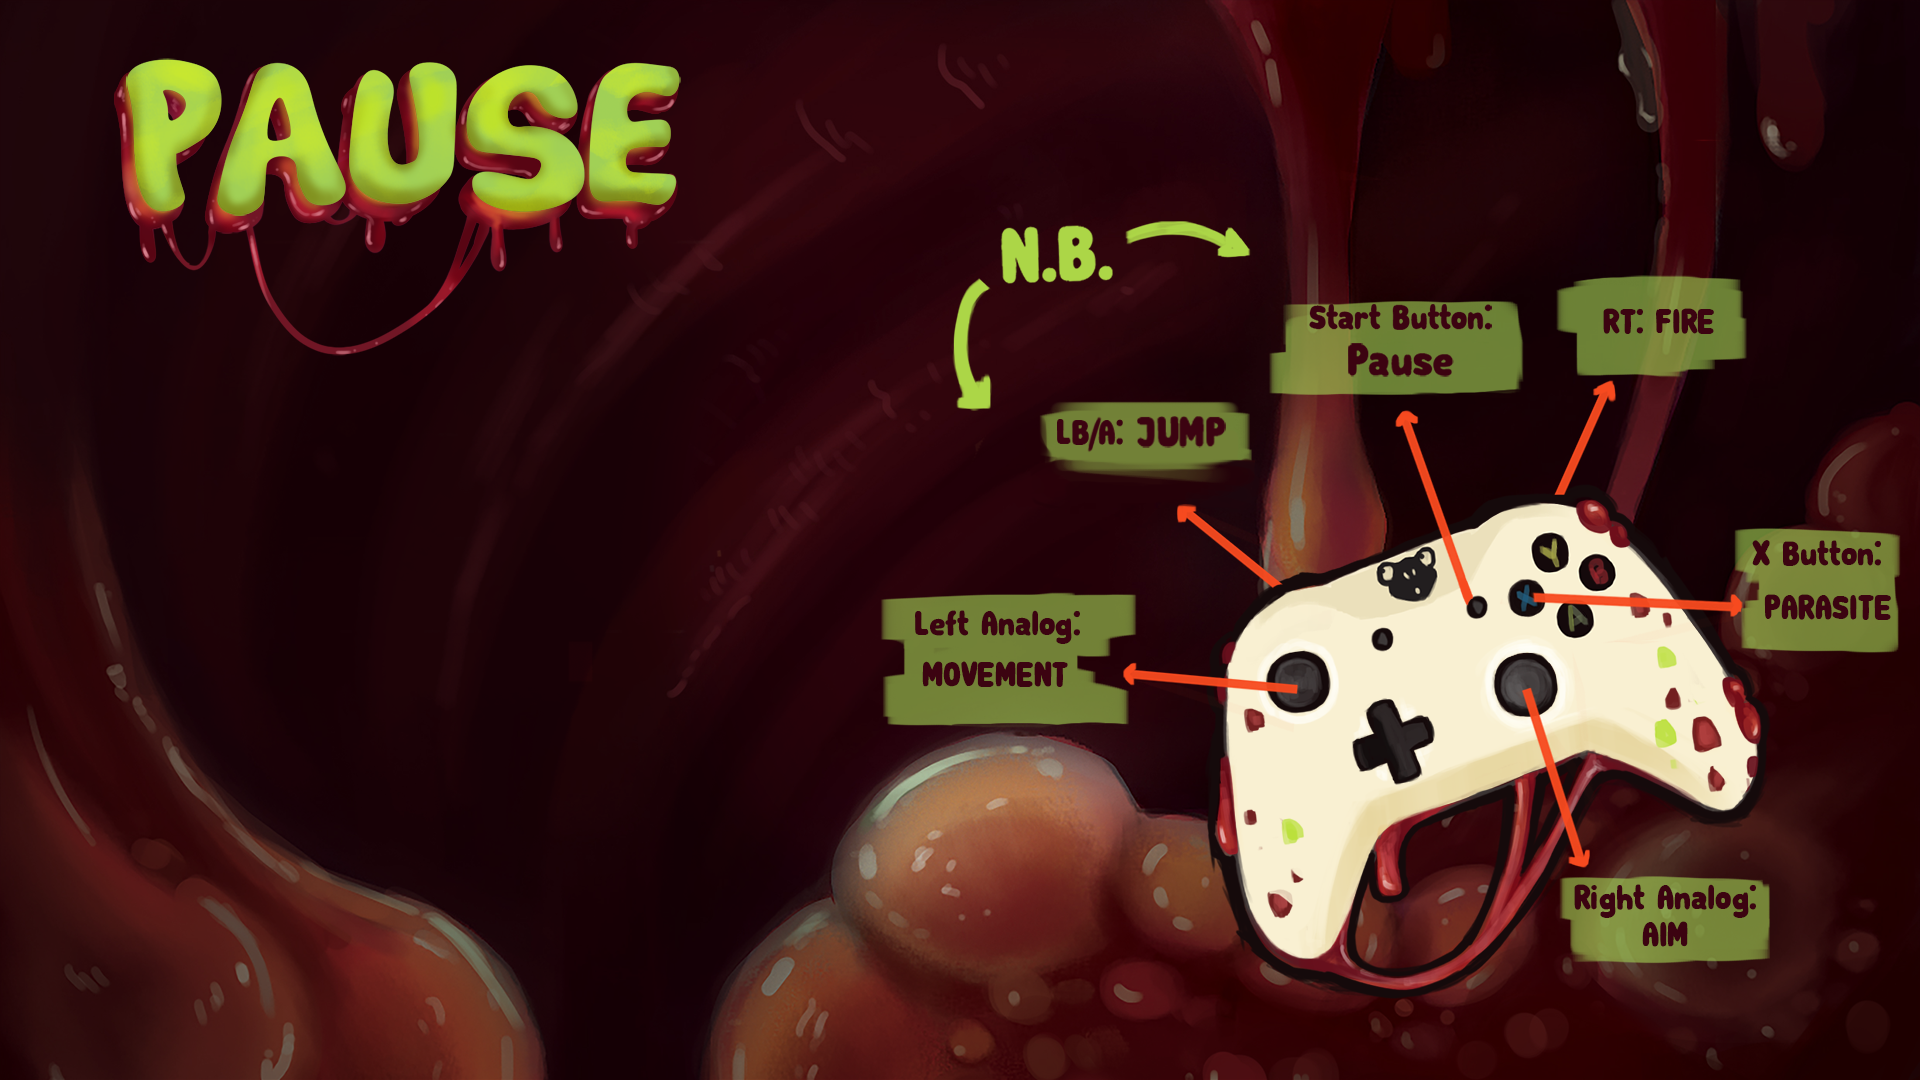 PAUSE
N.B.
Start Button:
Pause
RT: FIRE
LB/A: JUMP
X Button:
PARASITE
Left Analog:
MOVEMENT
Y
B
X
A
Right Analog:
AIM